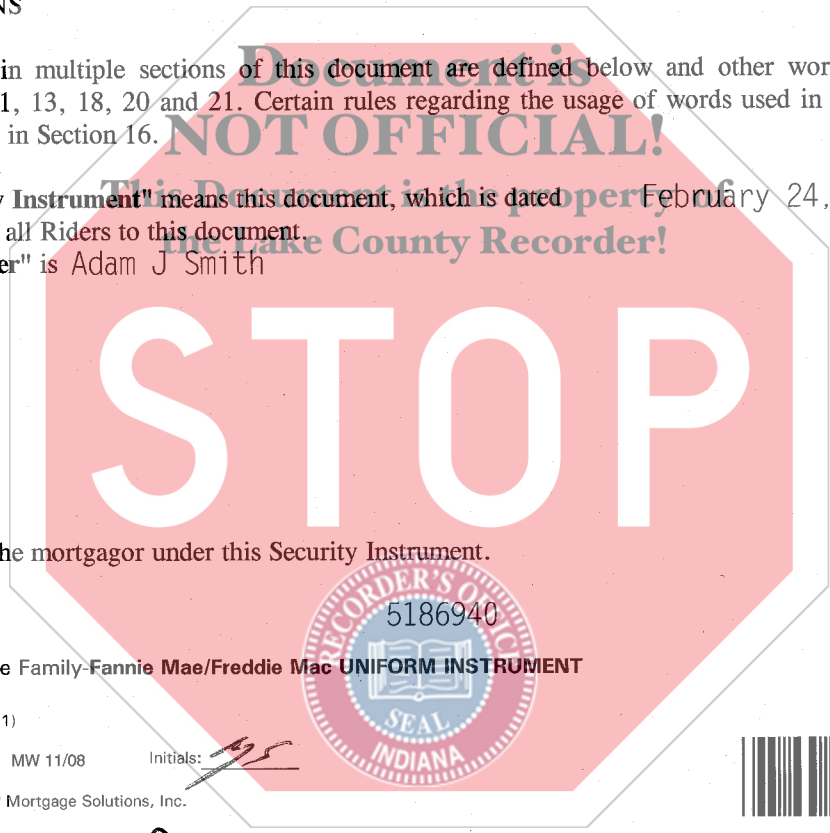 NS
in multiple sections of this document are defined below and other wor
1, 13, 18, 20 and 21. Certain rules regarding the usage of words used in
in Section 16.
Document is
NOT OFFICIAL!
This Document is the property of
the Lake County Recorder!
Instrument" means this document, which is dated February 24,
all Riders to this document.
er" is Adam J Smith
STOP
he mortgagor under this Security Instrument.
RECORDER'S OFFICE
5186940
SEAL
INDIANA
e Family-Fannie Mae/Freddie Mac UNIFORM INSTRUMENT
1)
MW 11/08 Initials:
Mortgage Solutions, Inc.